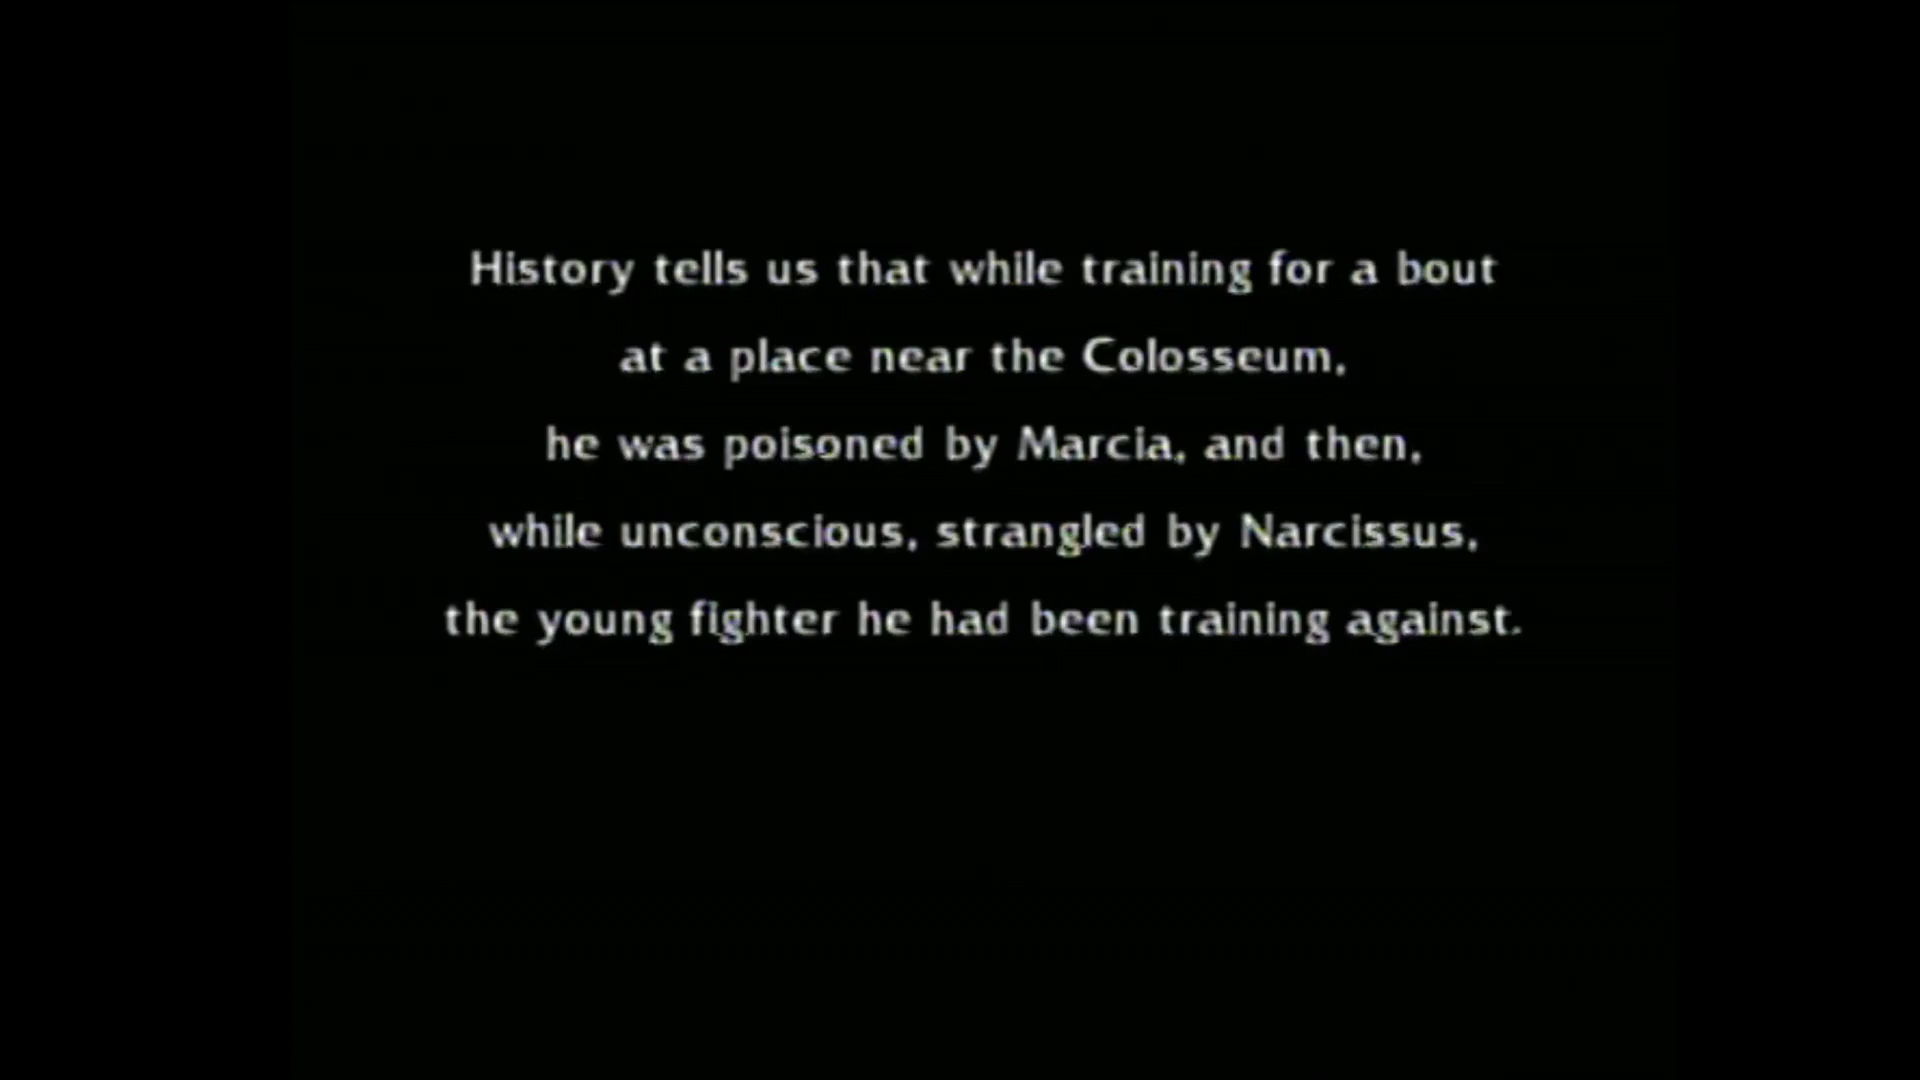 History tells us that while training for a bout
at a place near the Colosseum,
he was poisoned by Marcia, and then,
while unconscious, strangled by Narcissus,
the young fighter he had been training against.